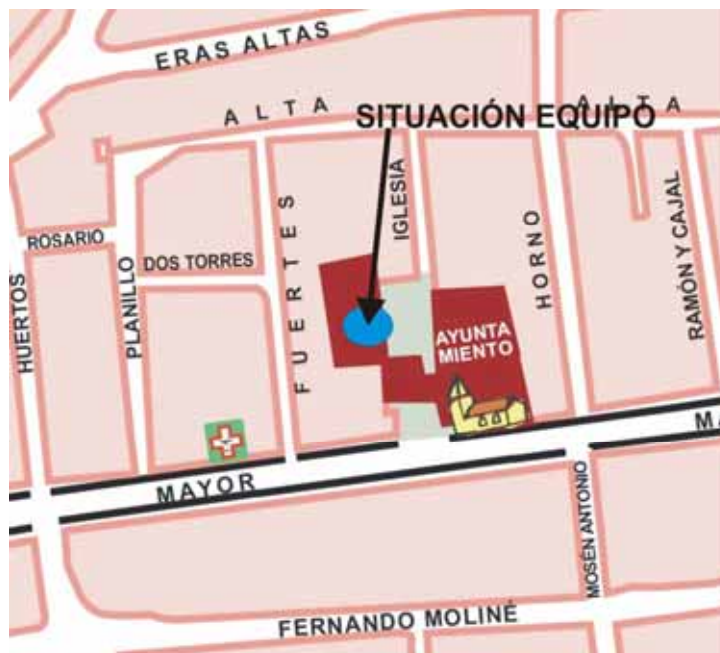 ERAS ALTAS
ALTA
SITUACIÓN EQUIPO
ALTA
IGLESIA
FUERTES
HORNO
RAMÓN Y CAJAL
ROSARIO
DOS TORRES
HUERTOS
PLANILLO
AYUNTA
MIENTO
MA
MAYOR
MOSÉN ANTONIO
FERNANDO MOLINÉ